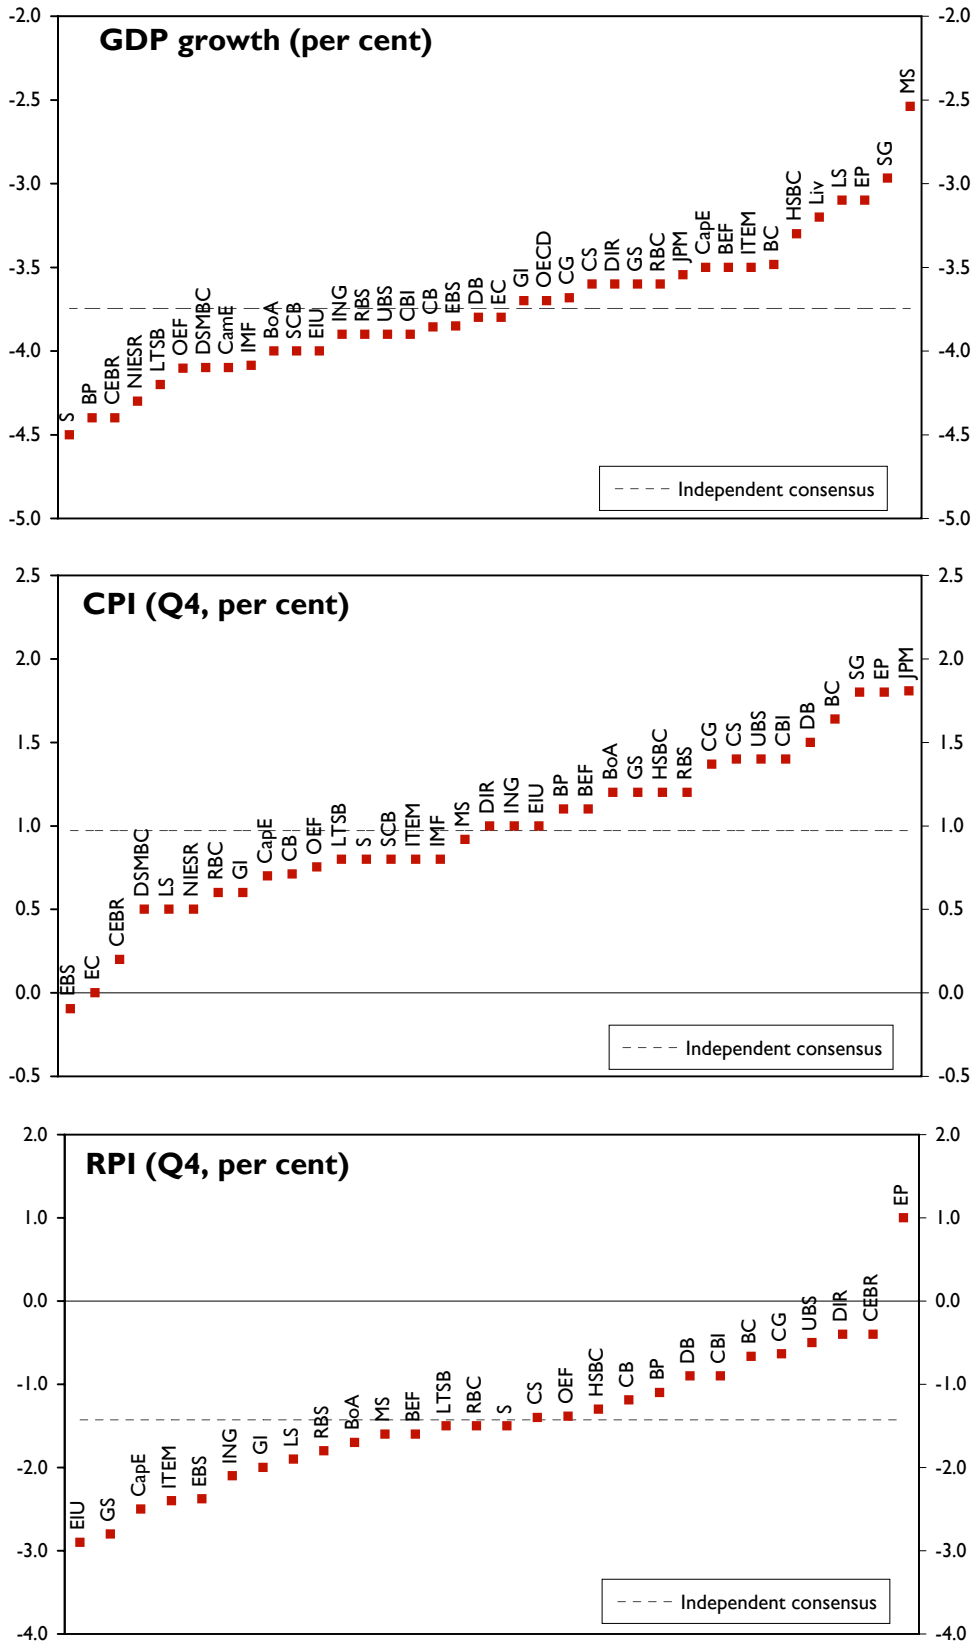 GDP growth (per cent)
-2.0
-2.5
-3.0
-3.5
-4.0
-4.5
-5.0
-2.0
-2.5
-3.0
-3.5
-4.0
-4.5
-5.0
S
BP
CEBR
NIESR
LTSB
OEF
DSMBC
CamE
IMF
BoA
SCB
EIU
ING
RBS
UBS
CBI
CB
EBS
DB
EC
GI
OECD
CG
CS
DIR
GS
RBC
JPM
CapE
BEF
ITEM
BC
HSBC
Liv
LS
EP
SG
MS
Independent consensus
CPI (Q4, per cent)
2.5
2.0
1.5
1.0
0.5
0.0
-0.5
2.5
2.0
1.5
1.0
0.5
0.0
-0.5
EBS
EC
CEBR
DSMBC
LS
NIESR
RBC
GI
CapE
CB
OEF
LTSB
S
SCB
ITEM
IMF
MS
DIR
ING
EIU
BP
BEF
BoA
GS
HSBC
RBS
CG
CS
UBS
CBI
DB
BC
SG
EP
JPM
Independent consensus
RPI (Q4, per cent)
2.0
1.0
0.0
-1.0
-2.0
-3.0
-4.0
2.0
1.0
0.0
-1.0
-2.0
-3.0
-4.0
EIU
GS
CapE
ITEM
EBS
ING
GI
LS
RBS
BoA
MS
BEF
LTSB
RBC
S
CS
OEF
HSBC
CB
BP
DB
CBI
BC
CG
UBS
DIR
CEBR
EP
Independent consensus